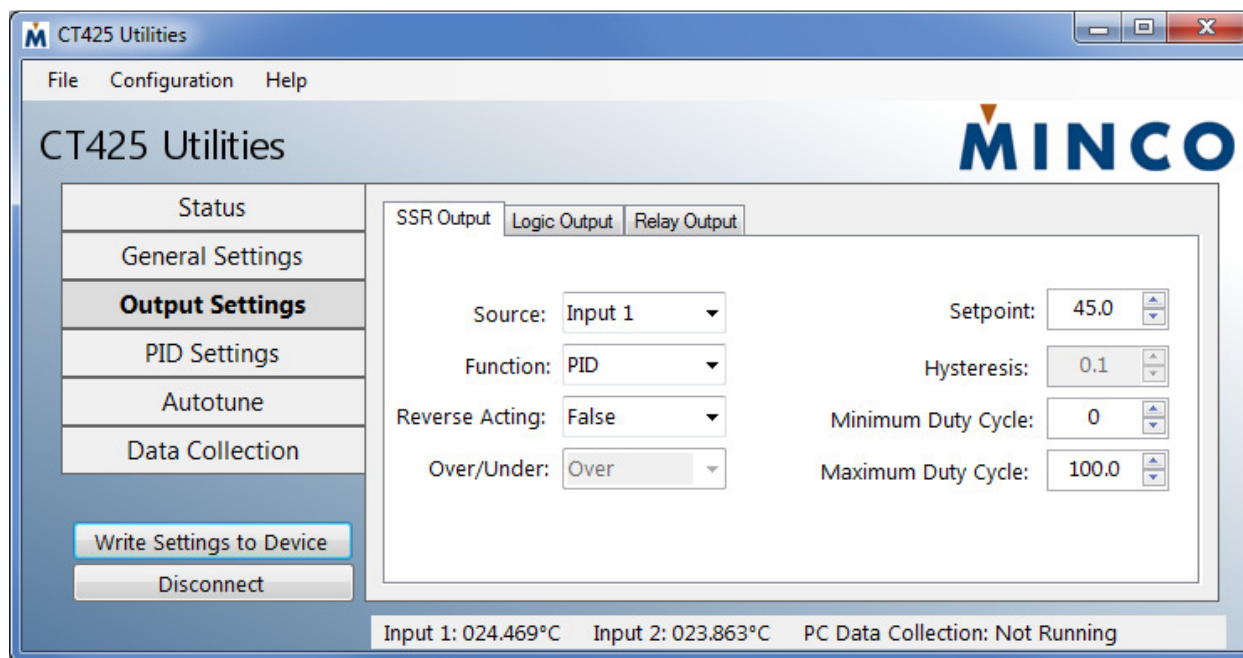 CT425 Utilities
File Configuration Help
CT425 Utilities
MINCO
Status
General Settings
Output Settings
PID Settings
Autotune
Data Collection
Write Settings to Device
Disconnect
SSR Output Logic Output Relay Output
Source: Input 1
Function: PID
Reverse Acting: False
Over/Under: Over
Setpoint: 45.0
Hysteresis: 0.1
Minimum Duty Cycle: 0
Maximum Duty Cycle: 100.0
Input 1: 024.469°C Input 2: 023.863°C PC Data Collection: Not Running